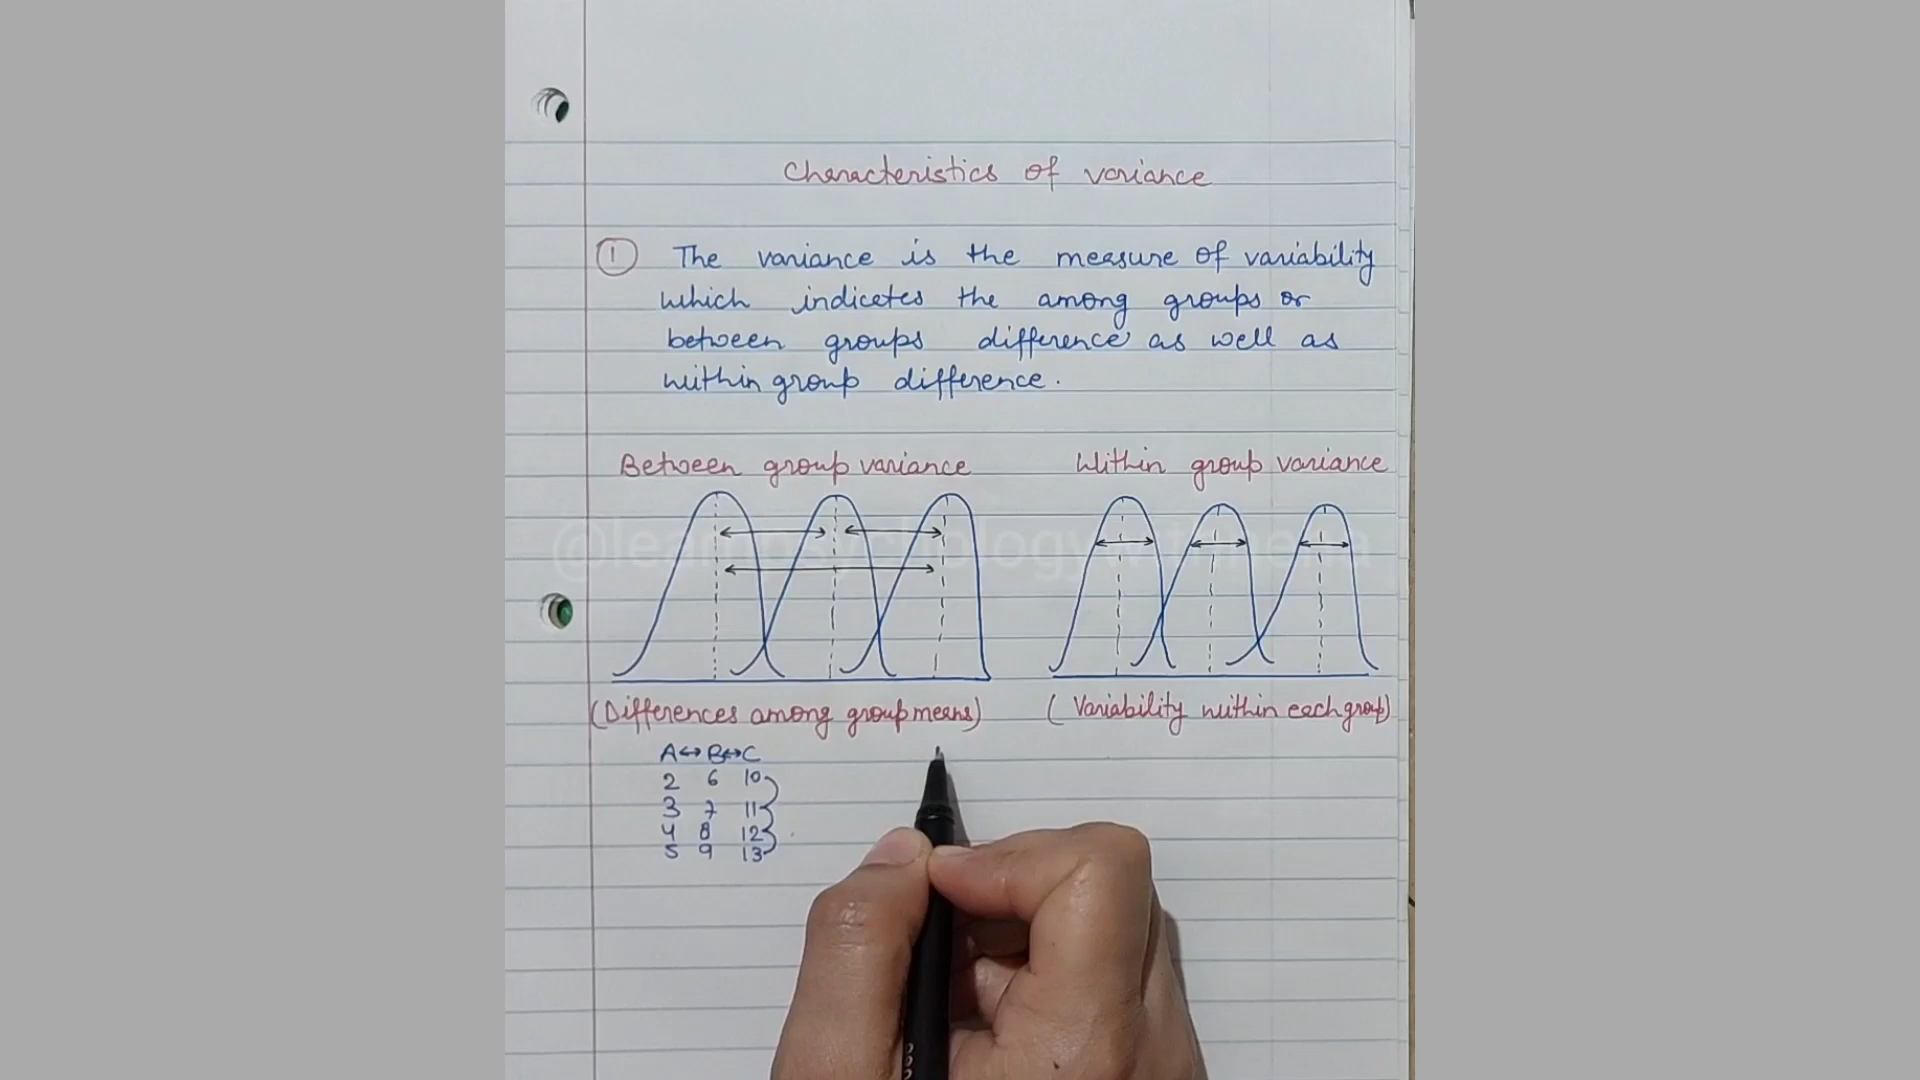 Characteristics of variance
① The variance is the measure of variability
which indicetes the among groups or
between groups difference as well as
within group difference.
Between group variance
Within group variance
@learnpsychologywithneha
(Differences among group means)
(Variability within each group)
A↔B↔C
2 6 10
3 7 11
4 8 12
5 9 13